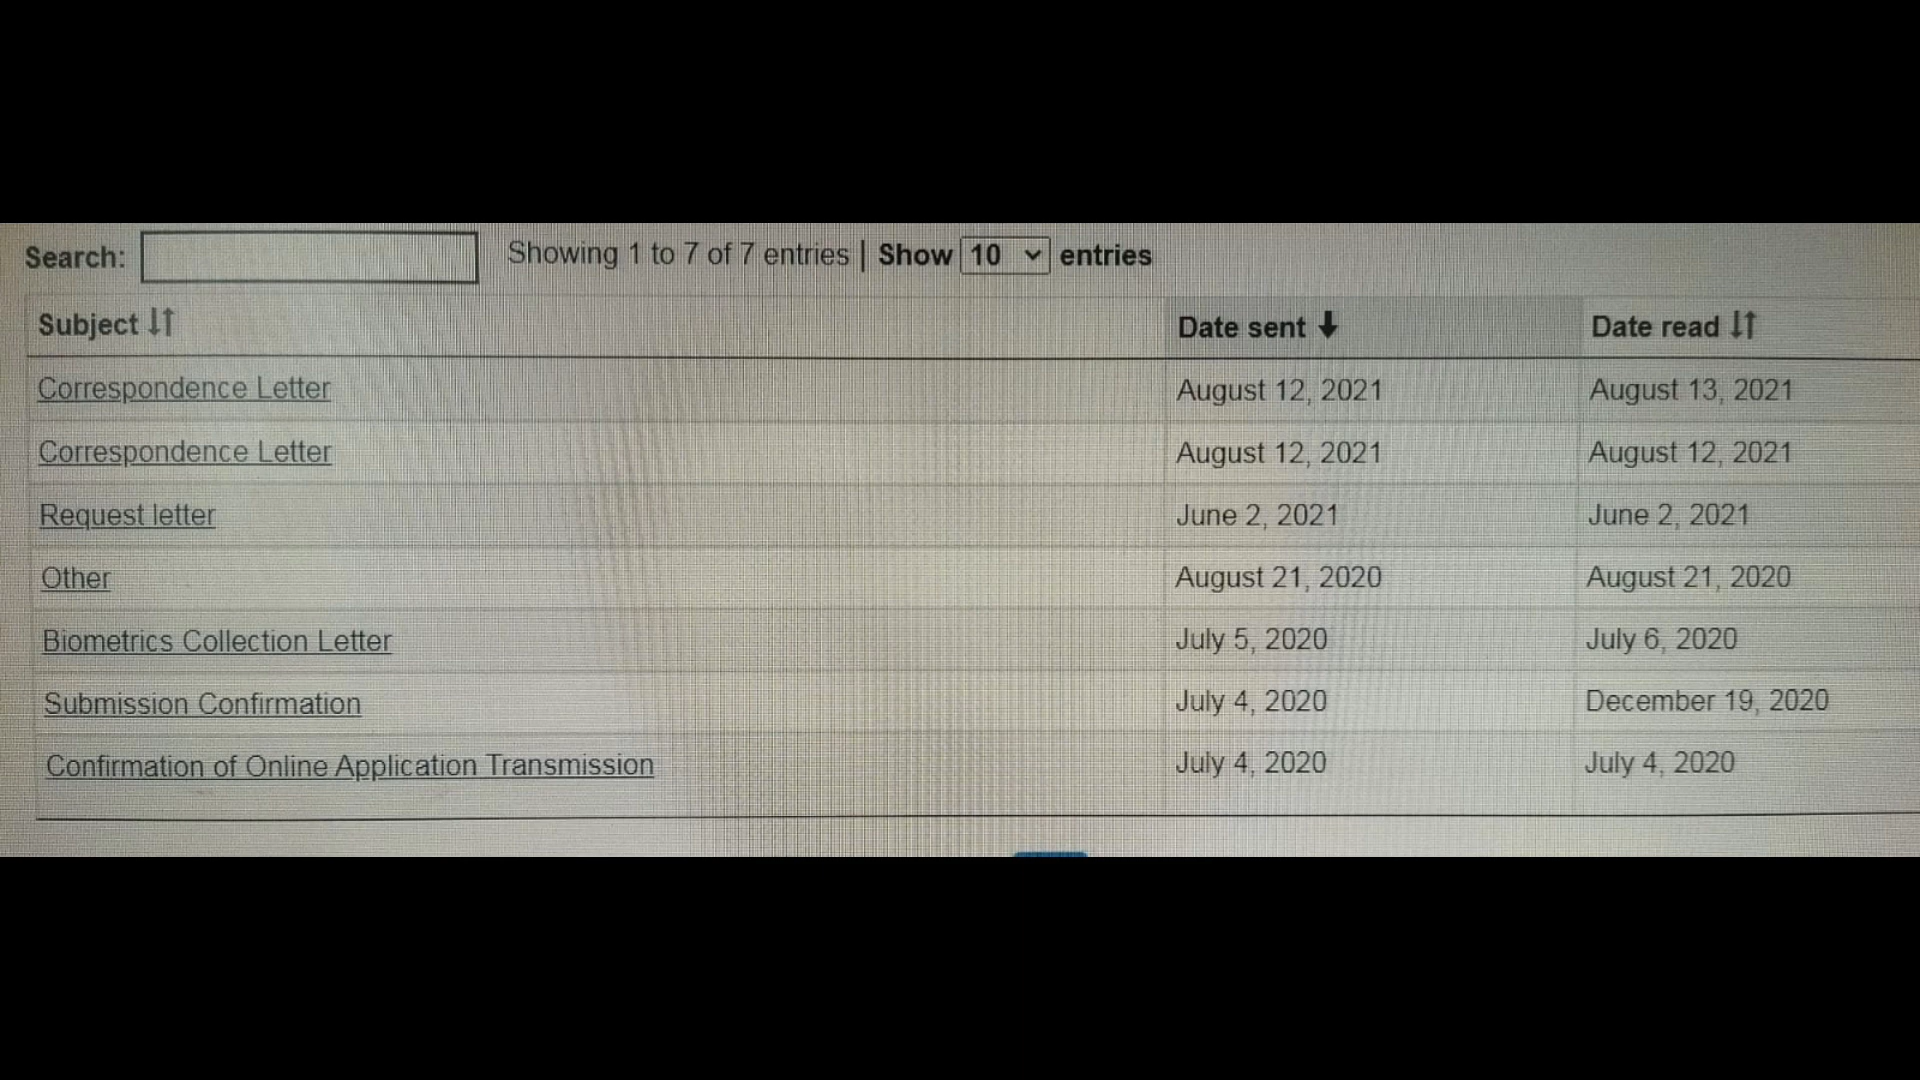 Search: Showing 1 to 7 of 7 entries | Show 10 entries
Subject Date sent Date read
Correspondence Letter August 12, 2021 August 13, 2021
Correspondence Letter August 12, 2021 August 12, 2021
Request letter June 2, 2021 June 2, 2021
Other August 21, 2020 August 21, 2020
Biometrics Collection Letter July 5, 2020 July 6, 2020
Submission Confirmation July 4, 2020 December 19, 2020
Confirmation of Online Application Transmission July 4, 2020 July 4, 2020